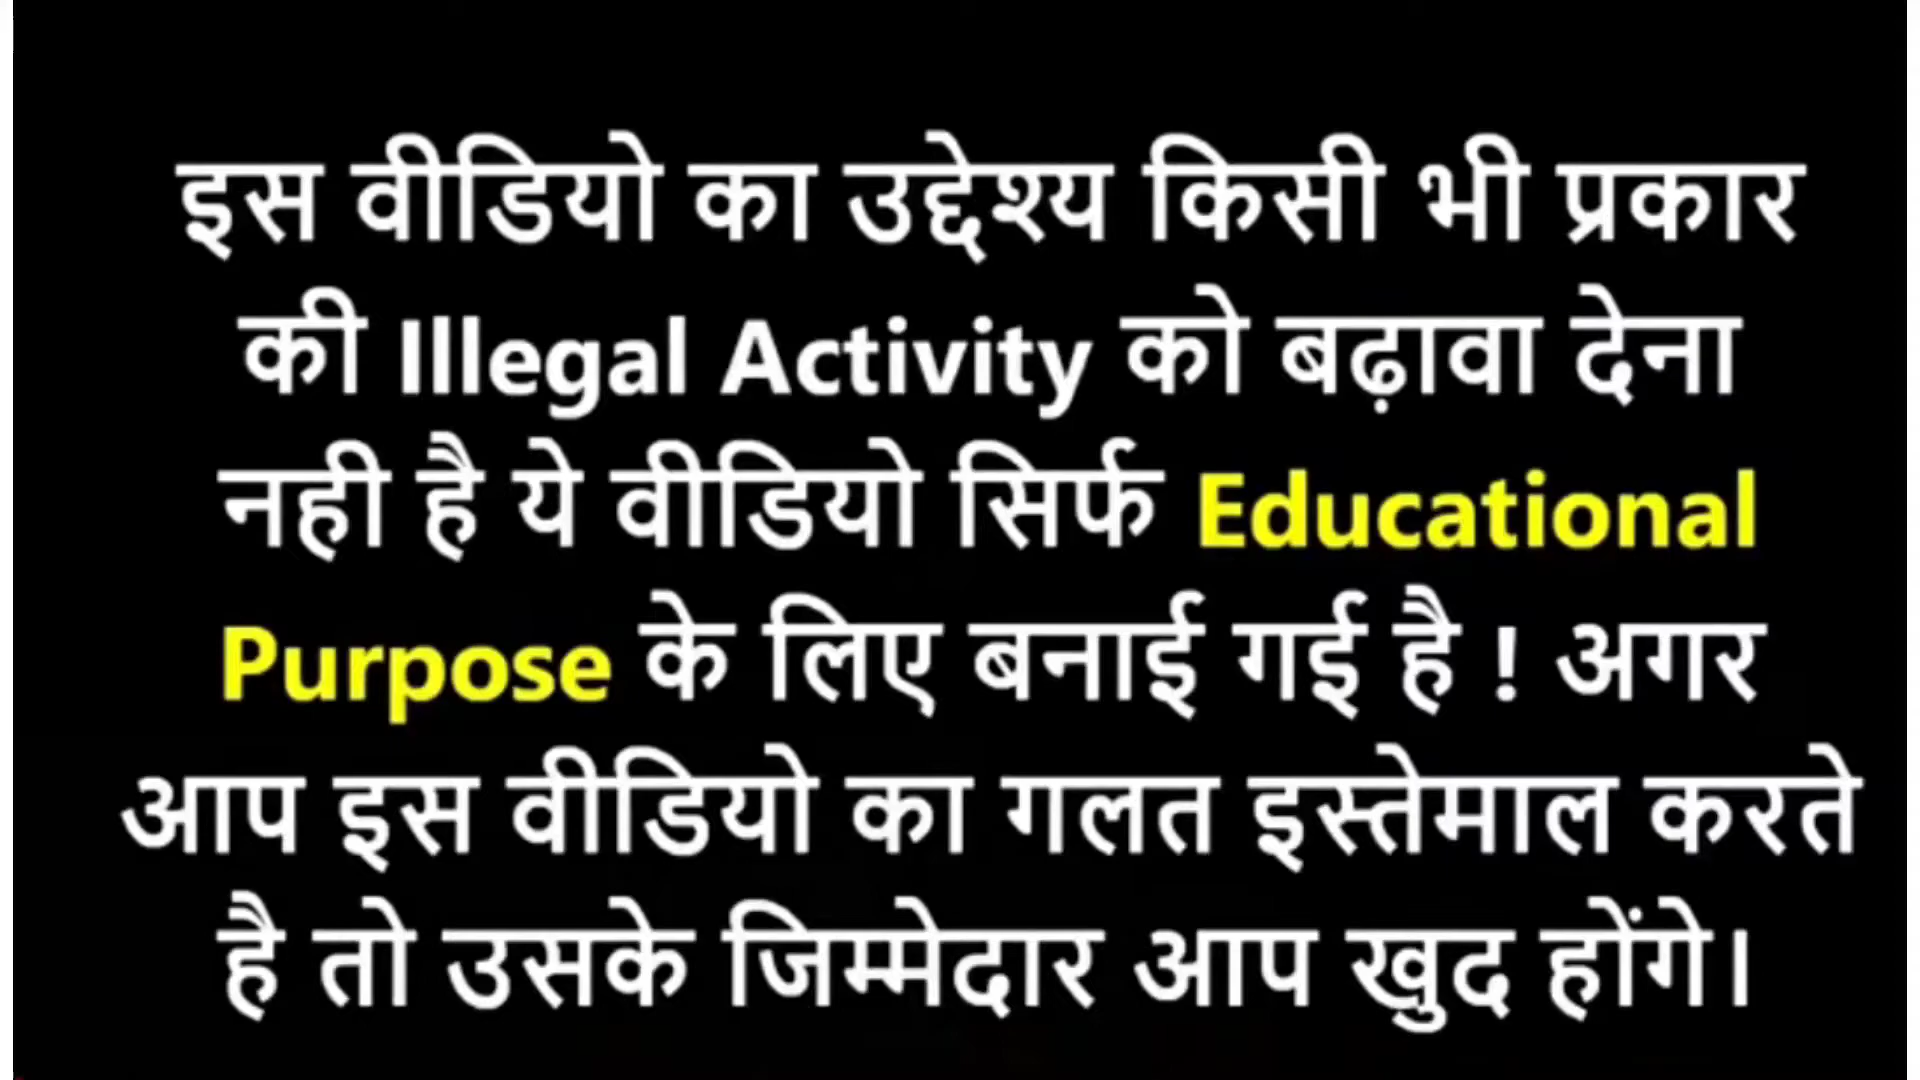 इस वीडियो का उद्देश्य किसी भी प्रकार
की Illegal Activity को बढ़ावा देना
नही है ये वीडियो सिर्फ Educational
Purpose के लिए बनाई गई है ! अगर
आप इस वीडियो का गलत इस्तेमाल करते
है तो उसके जिम्मेदार आप खुद होंगे।